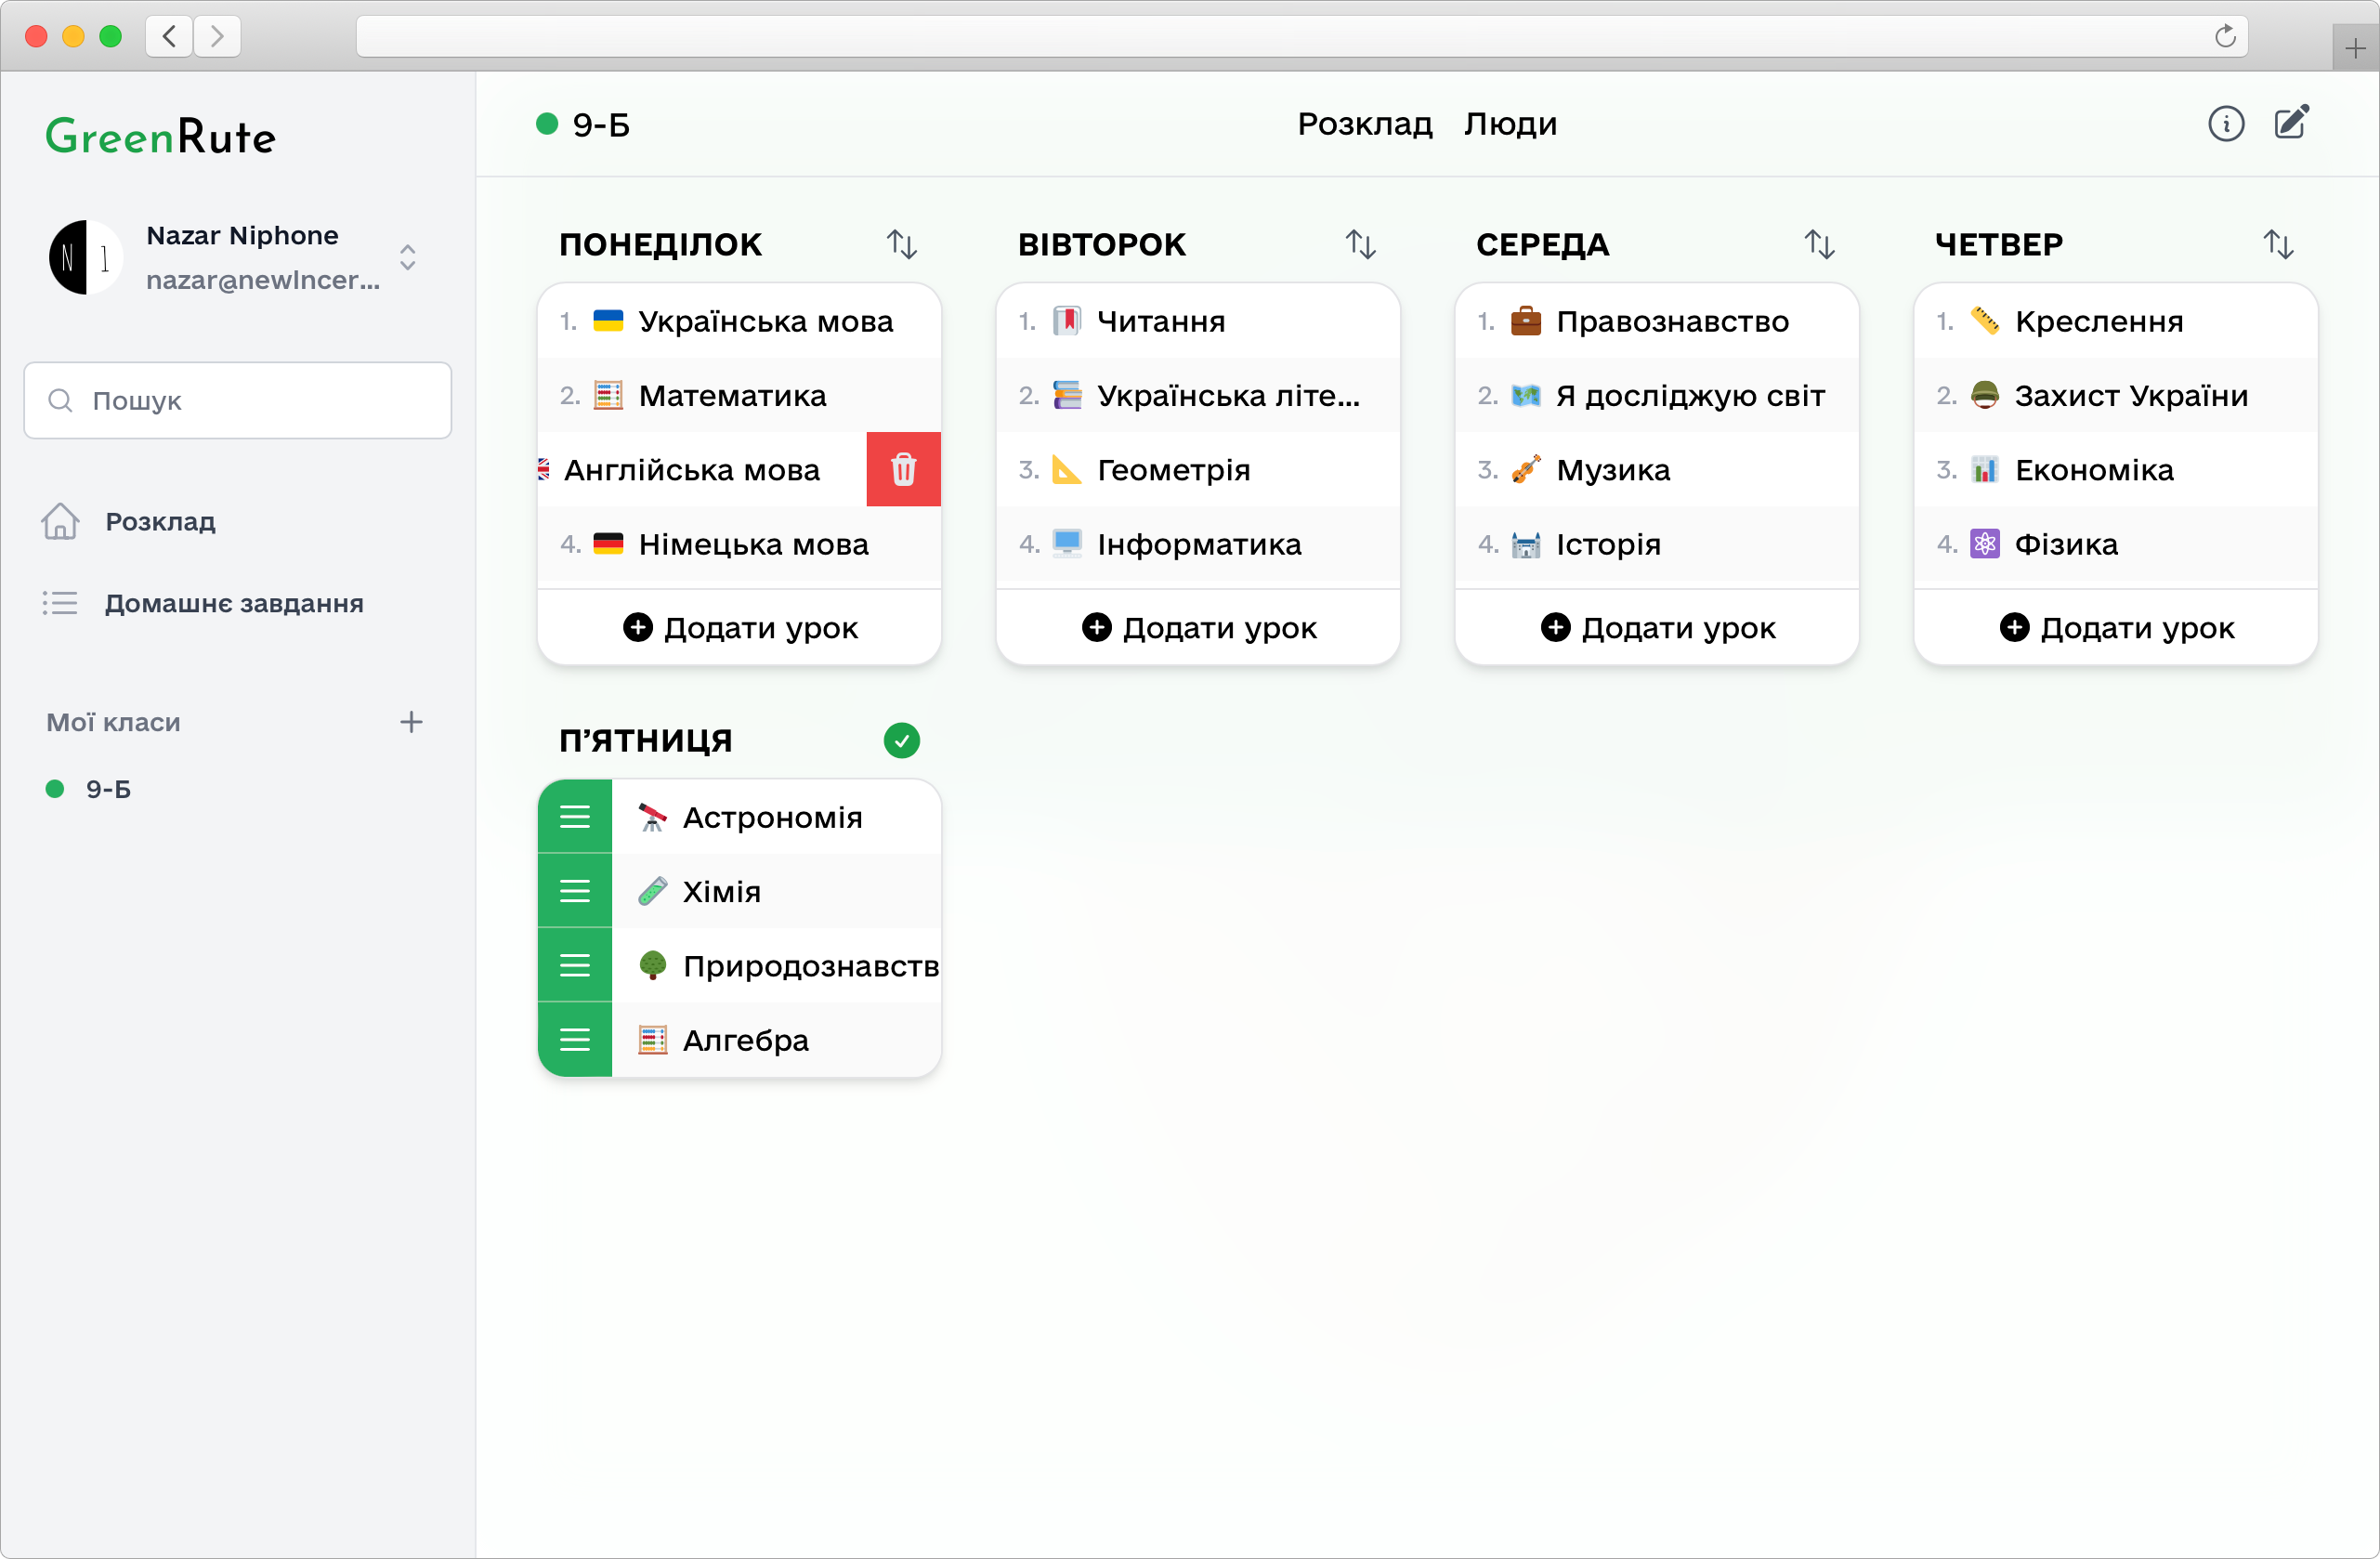 GreenRute
Nazar Niphone
nazar@newIncer...
Пошук
Розклад
Домашнє завдання
Мої класи
9-Б
9-Б
Розклад Люди
ПОНЕДІЛОК
1. Українська мова
2. Математика
Англійська мова
4. Німецька мова
Додати урок
ВІВТОРОК
1. Читання
2. Українська літе...
3. Геометрія
4. Інформатика
Додати урок
СЕРЕДА
1. Правознавство
2. Я досліджую світ
3. Музика
4. Історія
Додати урок
ЧЕТВЕР
1. Креслення
2. Захист України
3. Економіка
4. Фізика
Додати урок
П’ЯТНИЦЯ
Астрономія
Хімія
Природознавств
Алгебра